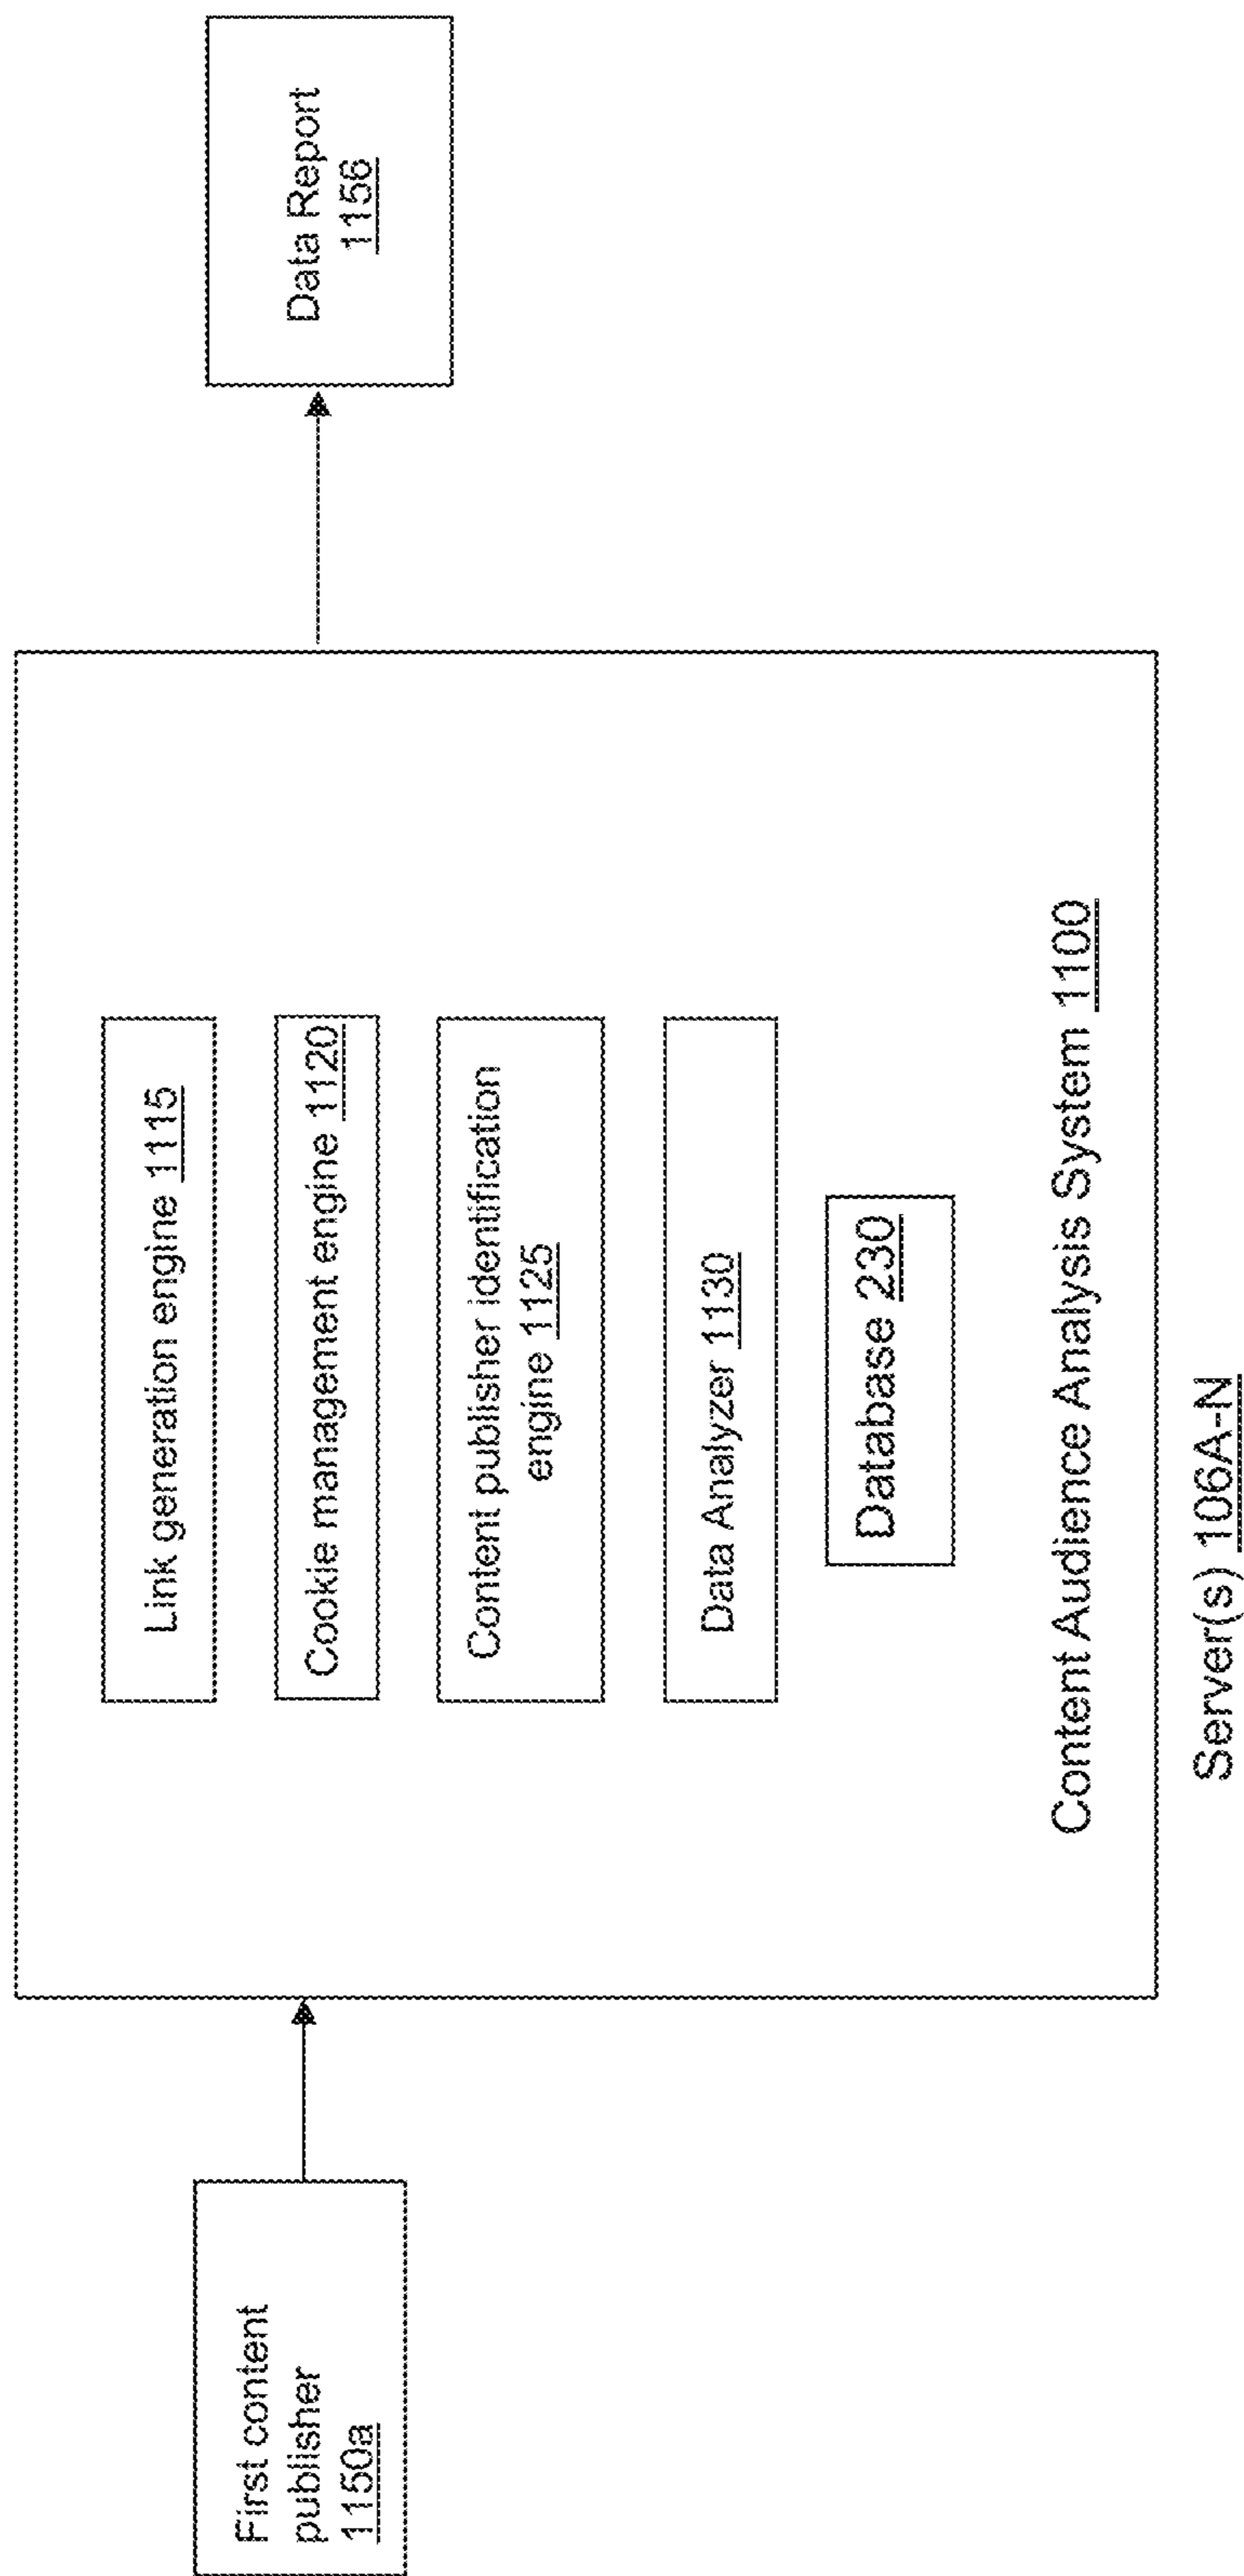 First content
publisher
1150a
Link generation engine 1115
Cookie management engine 1120
Content publisher identification
engine 1125
Data Analyzer 1130
Database 230
Content Audience Analysis System 1100
Server(s) 106A-N
Data Report
1156